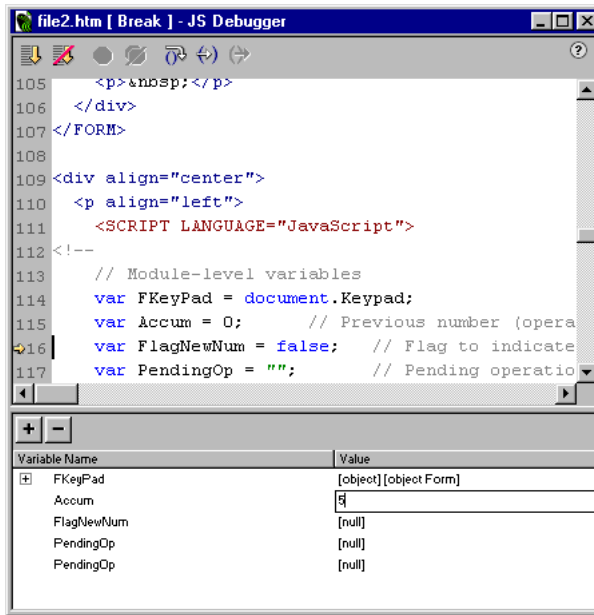 file2.htm [ Break ] - JS Debugger
?
105 <p>&nbsp;</p>
106 </div>
107 </FORM>
108
109 <div align="center">
110 <p align="left">
111 <SCRIPT LANGUAGE="JavaScript">
112 <!--
113 // Module-level variables
114 var FKeyPad = document.Keypad;
115 var Accum = 0; // Previous number (opera
16 var FlagNewNum = false; // Flag to indicate
117 var PendingOp = ""; // Pending operatio
Variable Name Value
FKeyPad [object] [object Form]
Accum 5
FlagNewNum [null]
PendingOp [null]
PendingOp [null]